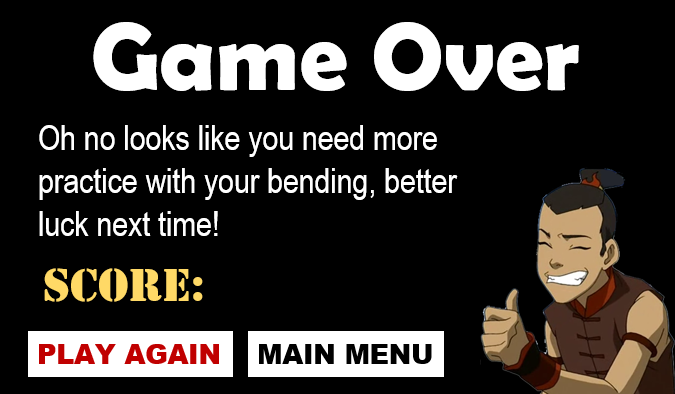 Game Over
Oh no looks like you need more
practice with your bending, better
luck next time!
SCORE:
PLAY AGAIN
MAIN MENU